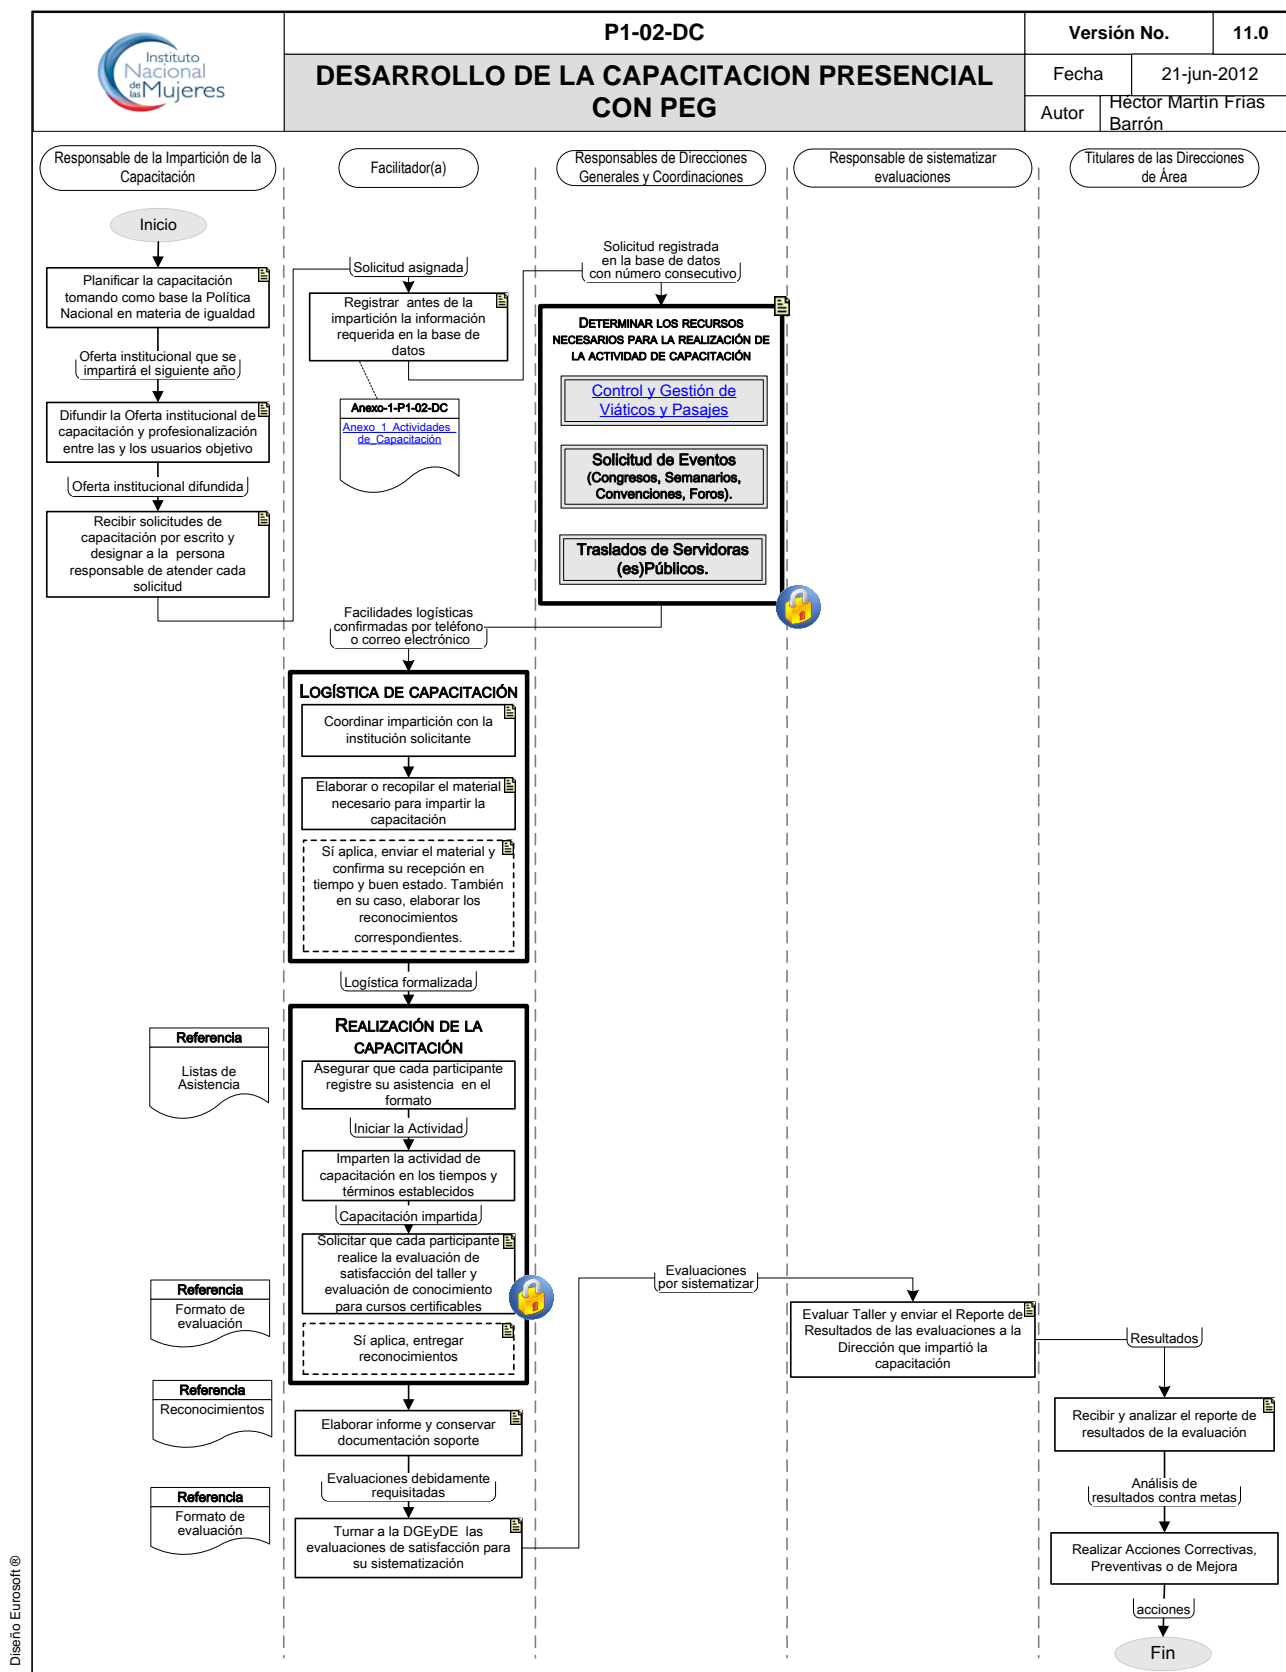 Instituto
Nacional
de las Mujeres
P1-02-DC
DESARROLLO DE LA CAPACITACION PRESENCIAL
CON PEG
Versión No.
11.0
Fecha
21-jun-2012
Autor
Héctor Martín Frías
Barrón
Responsable de la Impartición de la
Capacitación
Facilitador(a)
Responsables de Direcciones
Generales y Coordinaciones
Responsable de sistematizar
evaluaciones
Titulares de las Direcciones
de Área
Inicio
Planificar la capacitación
tomando como base la Política
Nacional en materia de igualdad
Oferta institucional que se
impartirá el siguiente año
Difundir la Oferta institucional de
capacitación y profesionalización
entre las y los usuarios objetivo
Oferta institucional difundida
Recibir solicitudes de
capacitación por escrito y
designar a la persona
responsable de atender cada
solicitud
Solicitud asignada
Registrar antes de la
impartición la información
requerida en la base de
datos
Anexo-1-P1-02-DC
Anexo_1_Actividades_
de_Capacitación
Solicitud registrada
en la base de datos
con número consecutivo
DETERMINAR LOS RECURSOS
NECESARIOS PARA LA REALIZACIÓN DE
LA ACTIVIDAD DE CAPACITACIÓN
Control y Gestión de
Viáticos y Pasajes
Solicitud de Eventos
(Congresos, Semanarios,
Convenciones, Foros).
Traslados de Servidoras
(es)Públicos.
Facilidades logísticas
confirmadas por teléfono
o correo electrónico
LOGÍSTICA DE CAPACITACIÓN
Coordinar impartición con la
institución solicitante
Elaborar o recopilar el material
necesario para impartir la
capacitación
Sí aplica, enviar el material y
confirma su recepción en
tiempo y buen estado. También
en su caso, elaborar los
reconocimientos
correspondientes.
Logística formalizada
REALIZACIÓN DE LA
CAPACITACIÓN
Asegurar que cada participante
registre su asistencia en el
formato
Iniciar la Actividad
Imparten la actividad de
capacitación en los tiempos y
términos establecidos
Capacitación impartida
Solicitar que cada participante
realice la evaluación de
satisfacción del taller y
evaluación de conocimiento
para cursos certificables
Sí aplica, entregar
reconocimientos
Referencia
Listas de
Asistencia
Referencia
Formato de
evaluación
Referencia
Reconocimientos
Referencia
Formato de
evaluación
Elaborar informe y conservar
documentación soporte
Evaluaciones debidamente
requisitadas
Turnar a la DGEyDE las
evaluaciones de satisfacción para
su sistematización
Evaluaciones
por sistematizar
Evaluar Taller y enviar el Reporte de
Resultados de las evaluaciones a la
Dirección que impartió la
capacitación
Resultados
Recibir y analizar el reporte de
resultados de la evaluación
Análisis de
resultados contra metas
Realizar Acciones Correctivas,
Preventivas o de Mejora
acciones
Fin
Diseño Eurosoft ®